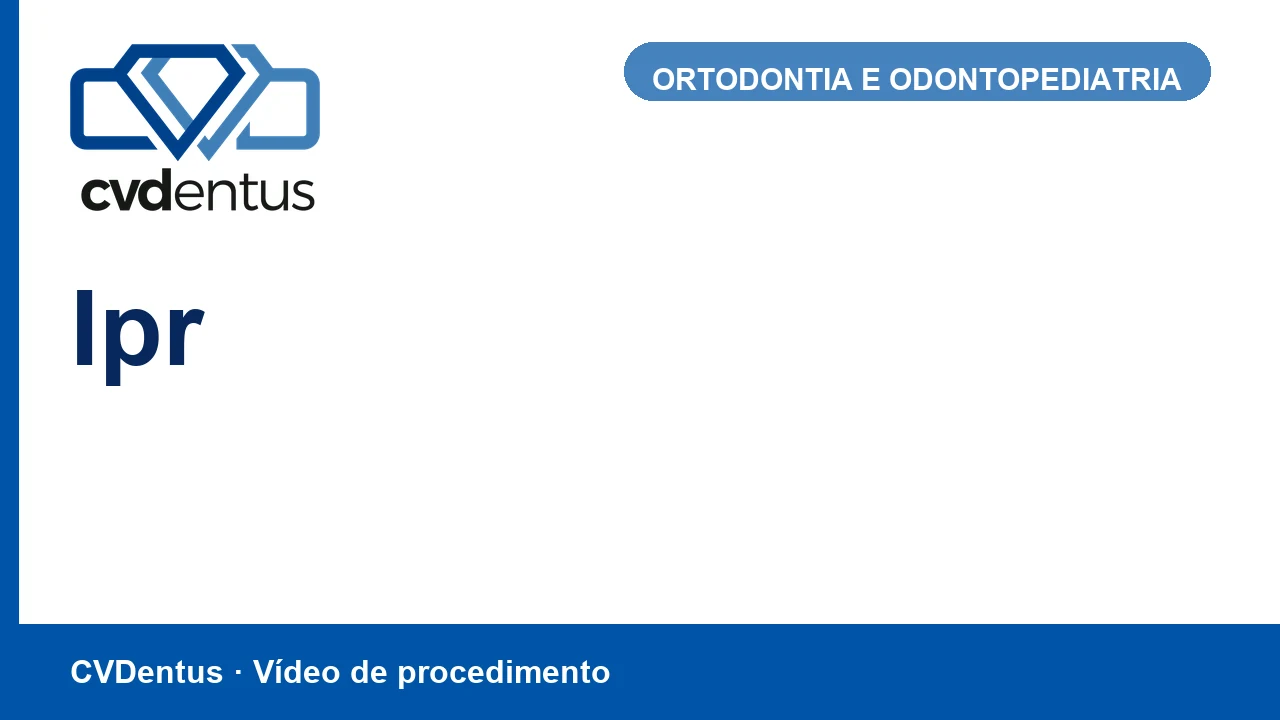 cvdentus
ORTODONTIA E ODONTOPEDIATRIA
Ipr
CVDentus · Vídeo de procedimento